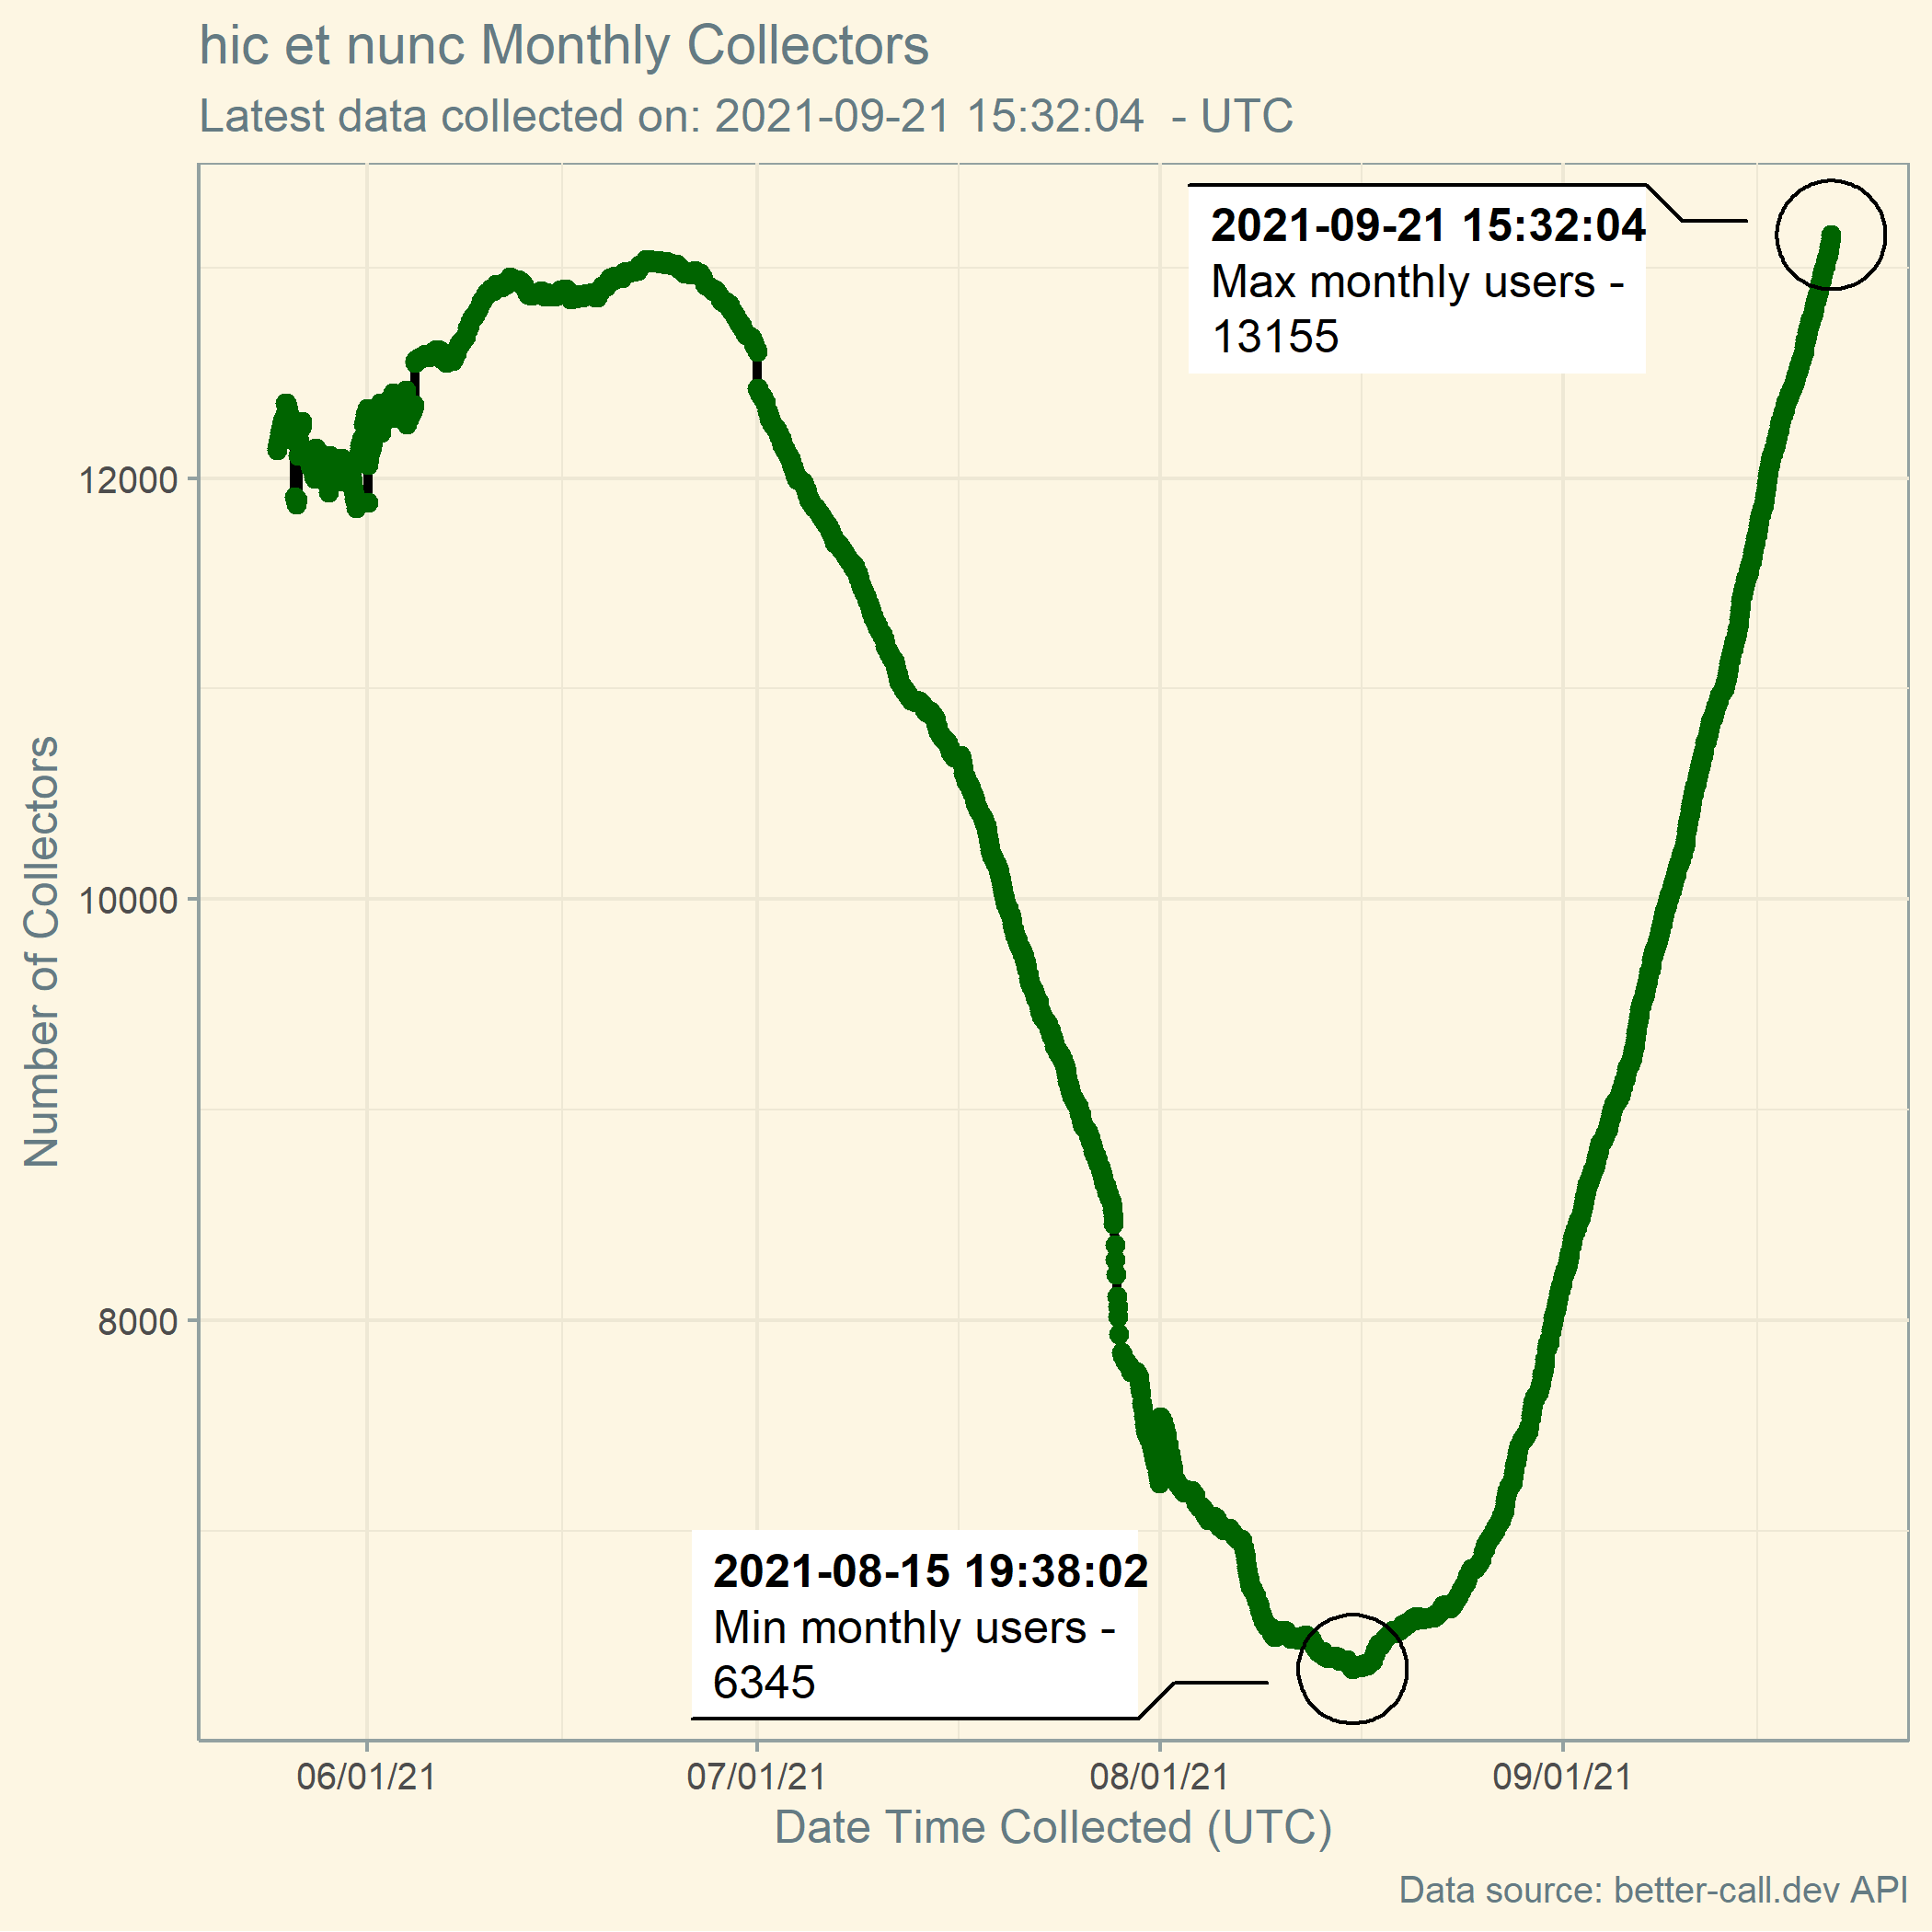 hic et nunc Monthly Collectors
Latest data collected on: 2021-09-21 15:32:04  - UTC
2021-09-21 15:32:04
Max monthly users -
13155
12000
10000
8000
Number of Collectors
2021-08-15 19:38:02
Min monthly users -
6345
06/01/21
07/01/21
08/01/21
09/01/21
Date Time Collected (UTC)
Data source: better-call.dev API